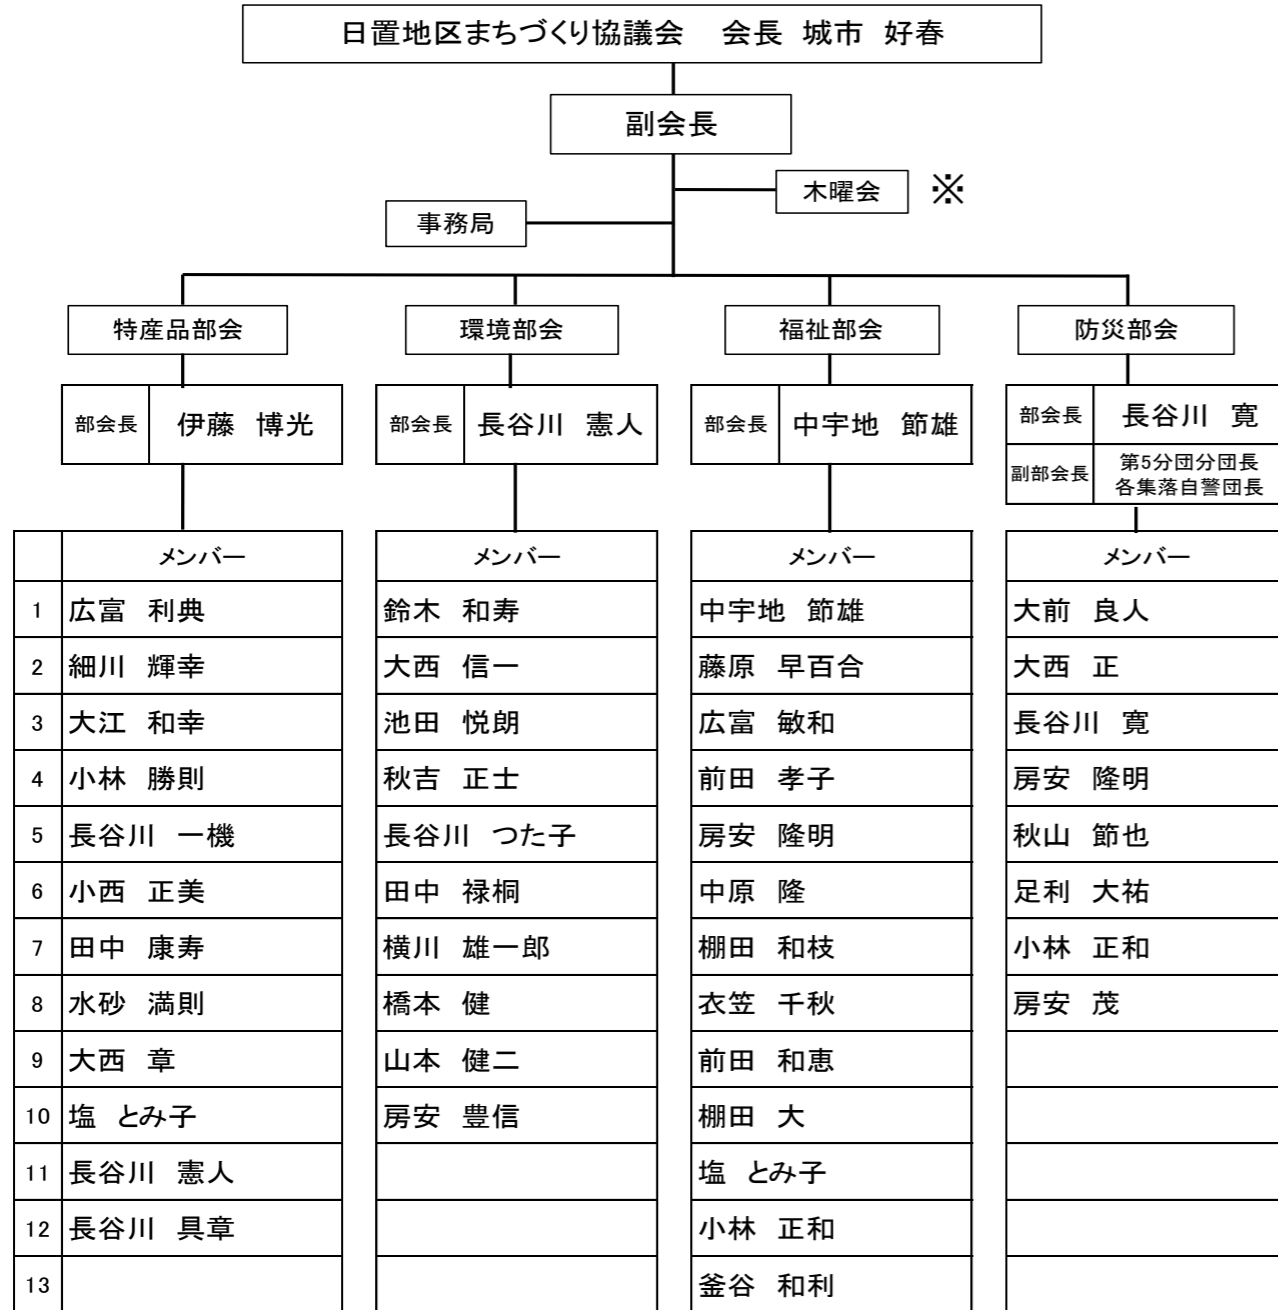 日置地区まちづくり協議会　会長 城市 好春
副会長
木曜会 ※
事務局
特産品部会 環境部会 福祉部会 防災部会
部会長 伊藤 博光 部会長 長谷川 憲人 部会長 中宇地 節雄 部会長 長谷川 寛
副部会長 第5分団分団長
各集落自警団長
メンバー メンバー メンバー メンバー
1 広富 利典 鈴木 和寿 中宇地 節雄 大前 良人
2 細川 輝幸 大西 信一 藤原 早百合 大西 正
3 大江 和幸 池田 悦朗 広富 敏和 長谷川 寛
4 小林 勝則 秋吉 正士 前田 孝子 房安 隆明
5 長谷川 一機 長谷川 つた子 房安 隆明 秋山 節也
6 小西 正美 田中 禄桐 中原 隆 足利 大祐
7 田中 康寿 横川 雄一郎 棚田 和枝 小林 正和
8 水砂 満則 橋本 健 衣笠 千秋 房安 茂
9 大西 章 山本 健二 前田 和恵
10 塩 とみ子 房安 豊信 棚田 大
11 長谷川 憲人 塩 とみ子
12 長谷川 具章 小林 正和
13 釜谷 和利